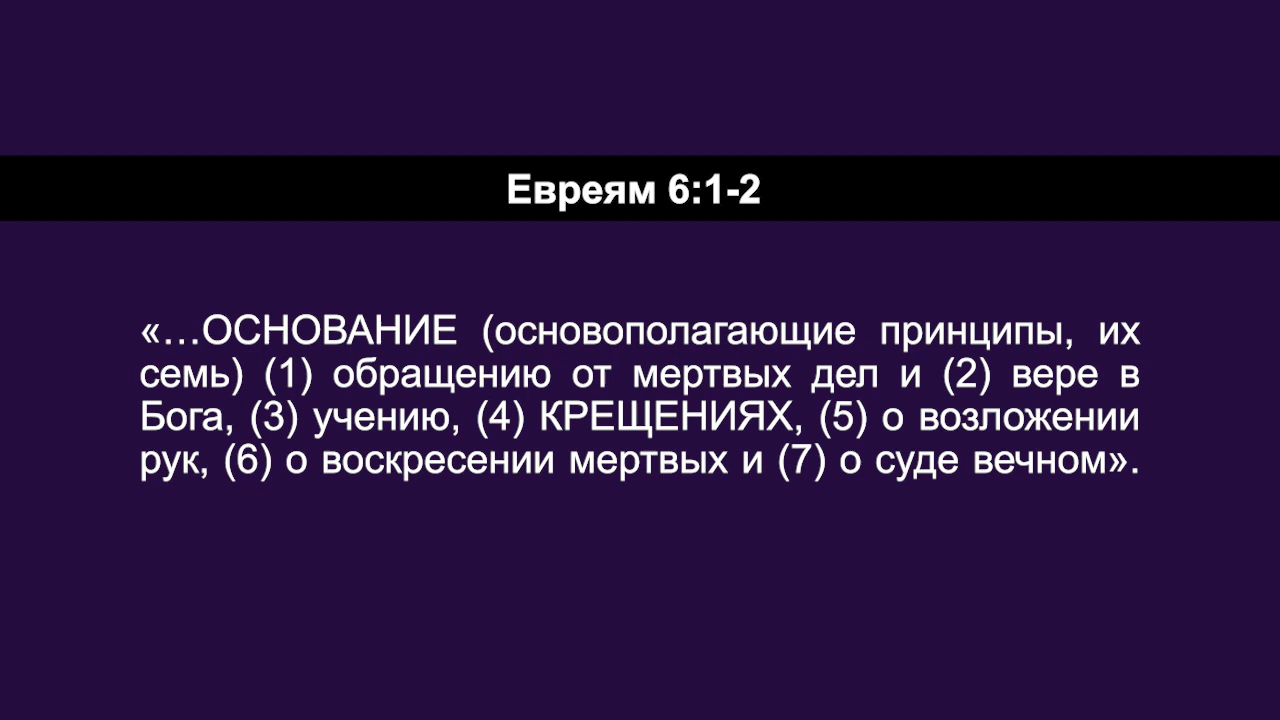 Евреям 6:1-2
«…ОСНОВАНИЕ (основополагающие принципы, их
семь) (1) обращению от мертвых дел и (2) вере в
Бога, (3) учению, (4) КРЕЩЕНИЯХ, (5) о возложении
рук, (6) о воскресении мертвых и (7) о суде вечном».